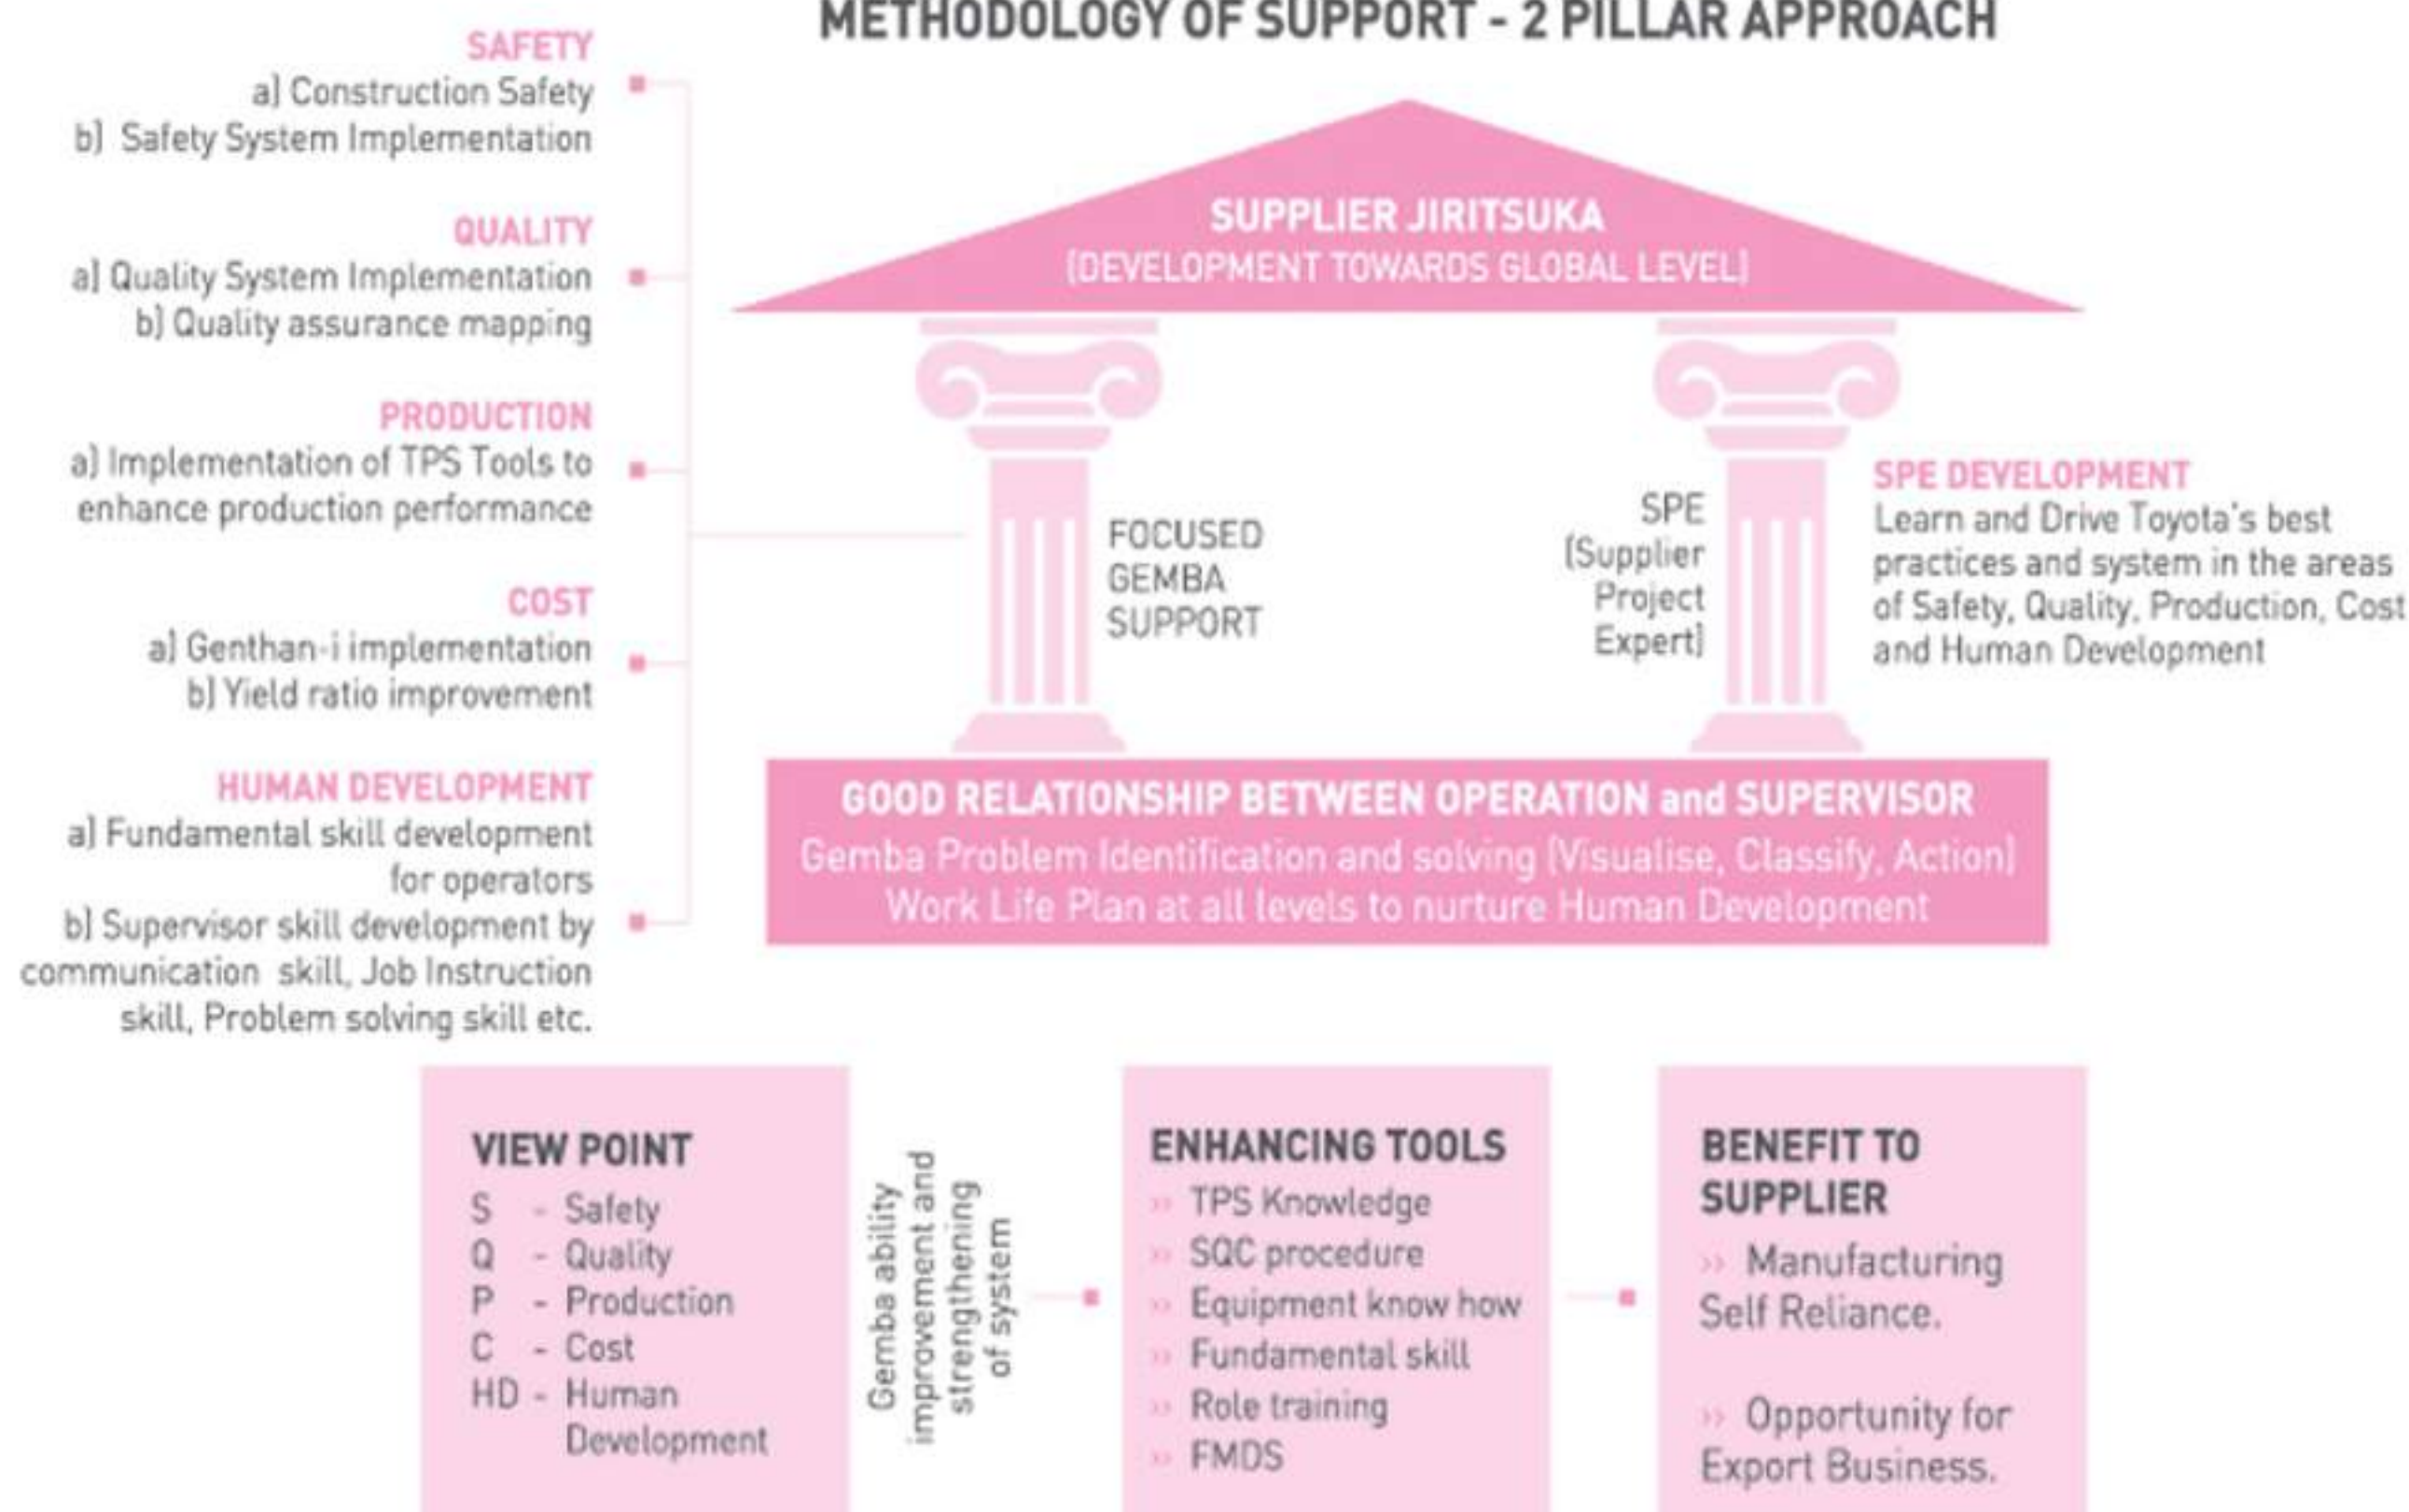 METHODOLOGY OF SUPPORT - 2 PILLAR APPROACH
SAFETY
a) Construction Safety
b) Safety System Implementation
QUALITY
a) Quality System Implementation
b) Quality assurance mapping
PRODUCTION
a) Implementation of TPS Tools to
enhance production performance
COST
a) Genthan-i implementation
b) Yield ratio improvement
HUMAN DEVELOPMENT
a) Fundamental skill development
for operators
b) Supervisor skill development by
communication skill, Job Instruction
skill, Problem solving skill etc.
SUPPLIER JIRITSUKA
(DEVELOPMENT TOWARDS GLOBAL LEVEL)
FOCUSED
GEMBA
SUPPORT
SPE
(Supplier
Project
Expert)
SPE DEVELOPMENT
Learn and Drive Toyota's best
practices and system in the areas
of Safety, Quality, Production, Cost
and Human Development
GOOD RELATIONSHIP BETWEEN OPERATION and SUPERVISOR
Gemba Problem Identification and solving (Visualise, Classify, Action)
Work Life Plan at all levels to nurture Human Development
VIEW POINT
S - Safety
Q - Quality
P - Production
C - Cost
HD - Human
Development
Gemba ability
improvement and
strengthening
of system
ENHANCING TOOLS
›› TPS Knowledge
›› SQC procedure
›› Equipment know how
›› Fundamental skill
›› Role training
›› FMDS
BENEFIT TO
SUPPLIER
›› Manufacturing
Self Reliance.
›› Opportunity for
Export Business.